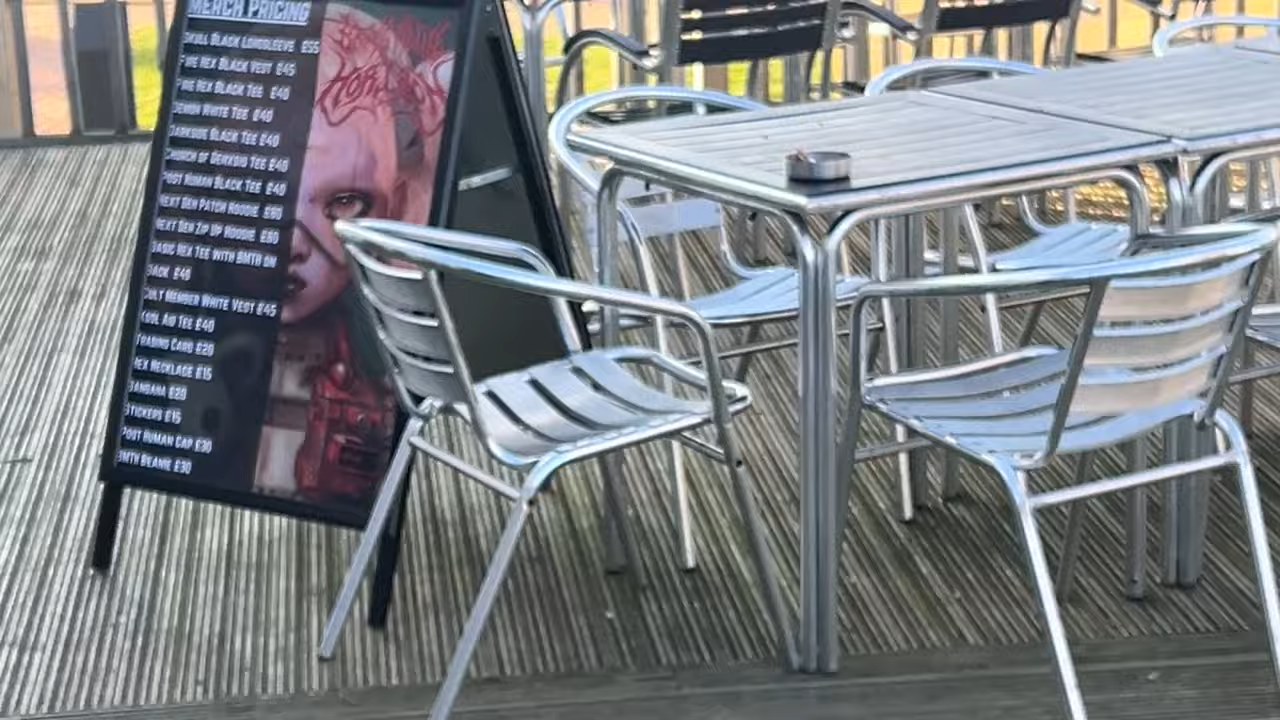 MERCH PRICING
SKULL BLACK LONGSLEEVE £55
FIRE HEX BLACK VEST £45
FIRE HEX BLACK TEE £40
DEMON WHITE TEE £40
DARKSIDE BLACK TEE £40
CHURCH OF GENXDIE TEE £40
POST HUMAN BLACK TEE £40
NEXT GEN PATCH HOODIE £80
NEXT GEN ZIP UP HOODIE £80
BASIC HEX TEE WITH BMTH ON
BACK £40
CULT MEMBER WHITE VEST £45
KOOL AID TEE £40
TRADING CARD £20
HEX NECKLACE £15
BANDANA £20
STICKERS £15
POST HUMAN CAP £30
BMTH BEANIE £30